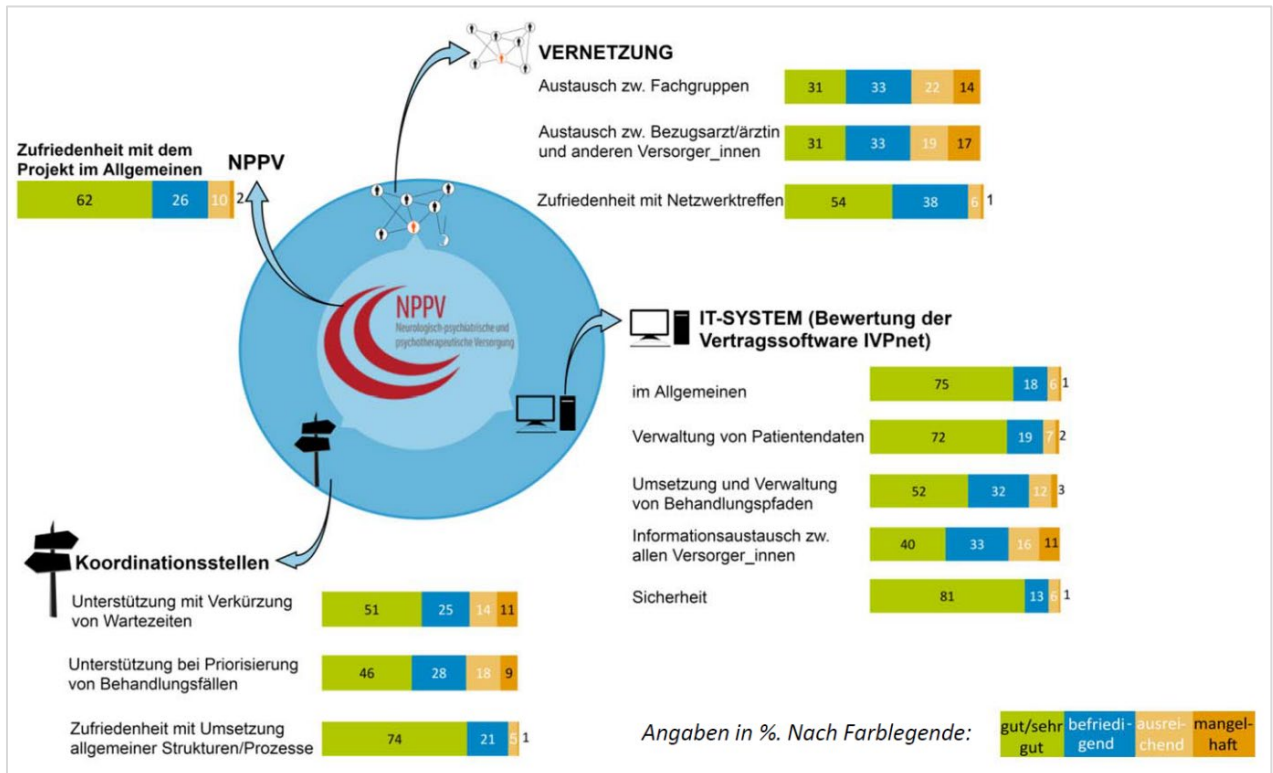 VERNETZUNG
Austausch zw. Fachgruppen
31 33 22 14
Austausch zw. Bezugsarzt/ärztin
und anderen Versorger_innen
31 33 19 17
Zufriedenheit mit Netzwerktreffen
54 38 6 1
Zufriedenheit mit dem
Projekt im Allgemeinen
NPPV
62 26 10 2
NPPV
Neurologisch-psychiatrische und
psychotherapeutische Versorgung
IT-SYSTEM (Bewertung der
Vertragssoftware IVPnet)
im Allgemeinen
75 18 6 1
Verwaltung von Patientendaten
72 19 7 2
Umsetzung und Verwaltung
von Behandlungspfaden
52 32 12 3
Informationsaustausch zw.
allen Versorger_innen
40 33 16 11
Sicherheit
81 13 6 1
Koordinationsstellen
Unterstützung mit Verkürzung
von Wartezeiten
51 25 14 11
Unterstützung bei Priorisierung
von Behandlungsfällen
46 28 18 9
Zufriedenheit mit Umsetzung
allgemeiner Strukturen/Prozesse
74 21 5 1
Angaben in %. Nach Farblegende:
gut/sehr
gut
befriedi-
gend
ausrei-
chend
mangel-
haft